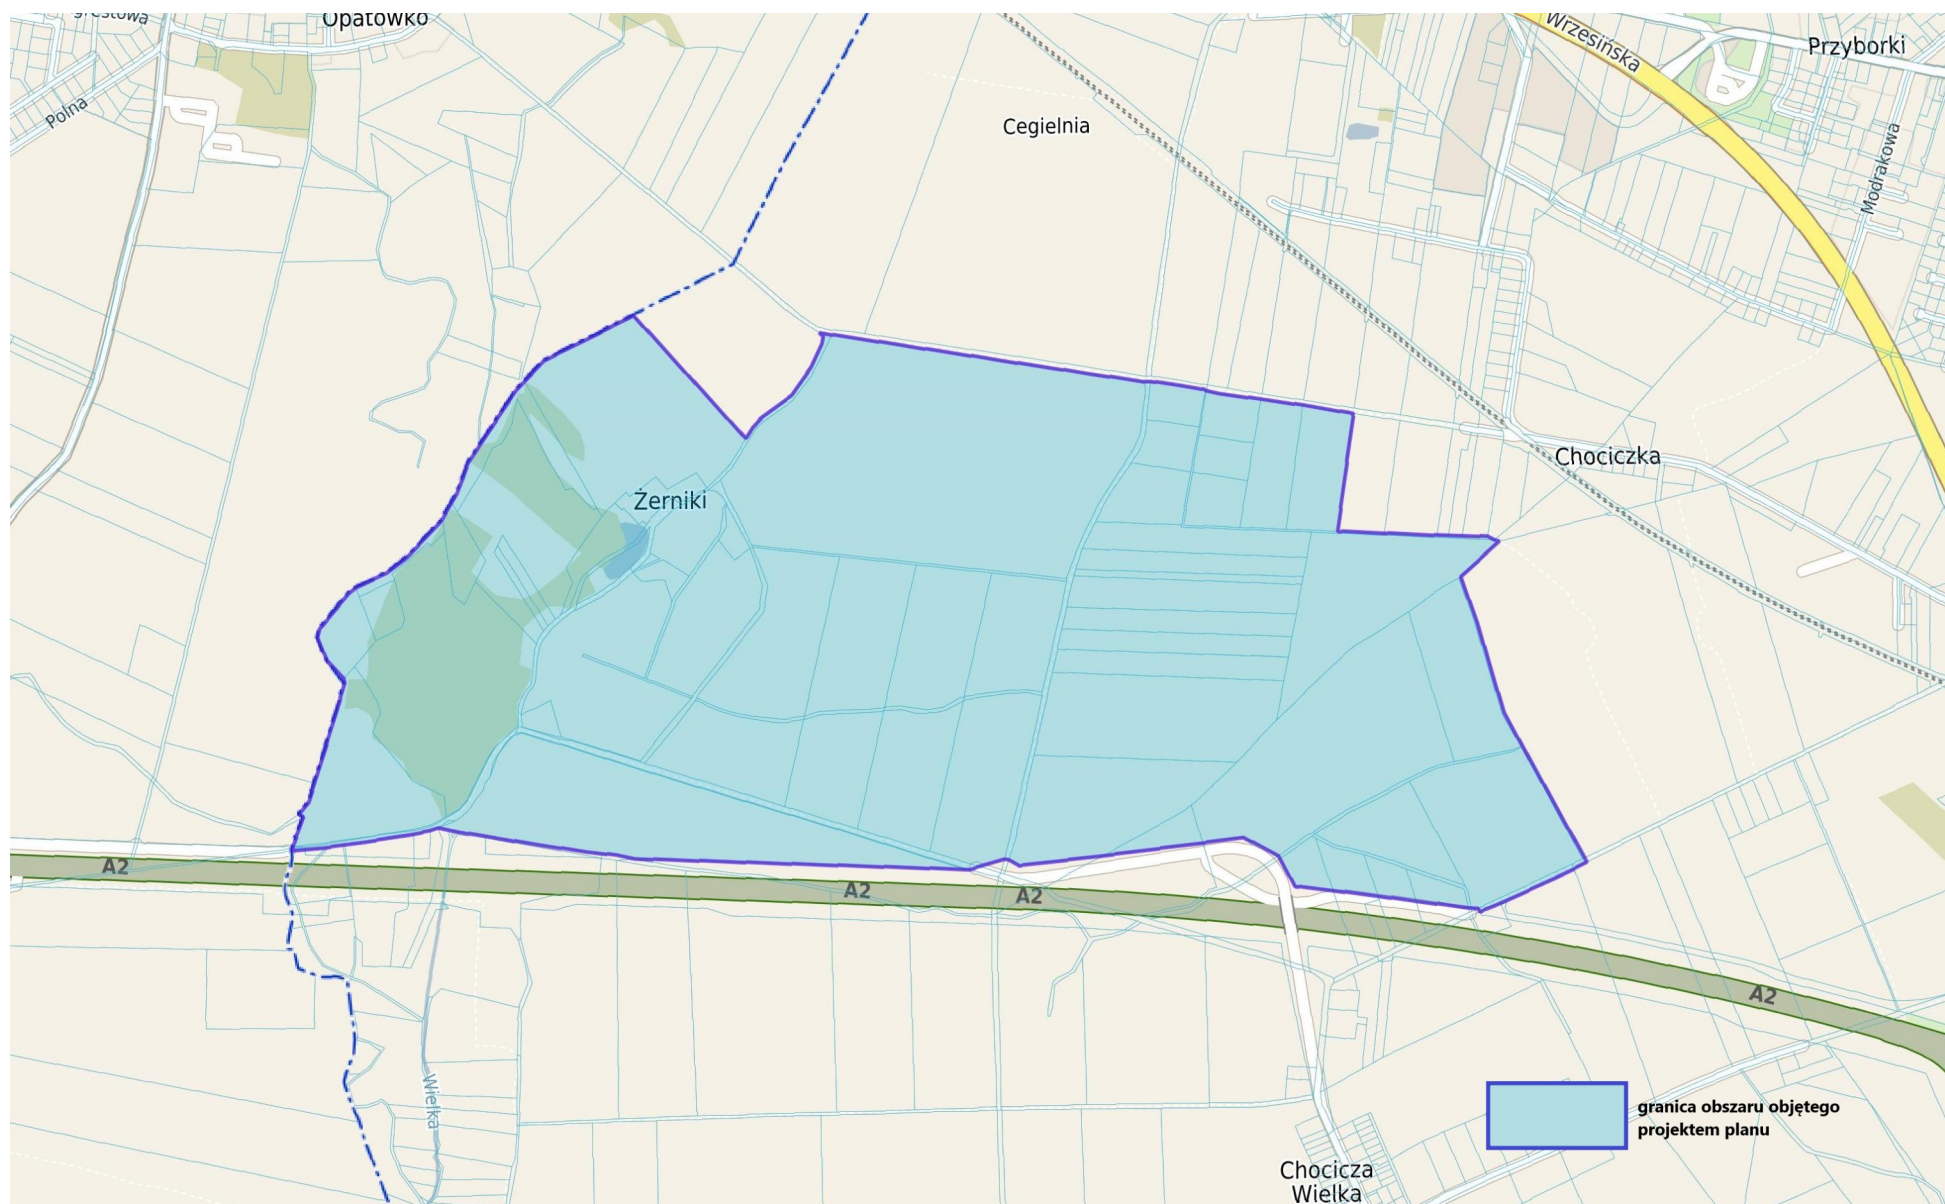 Opatówko
Wrzesińska
Przyborki
Polna
Cegielnia
Modrakowa
Chociczka
Żerniki
A2
A2
A2
A2
Wielka
granica obszaru objętego
projektem planu
Chocicza
Wielka